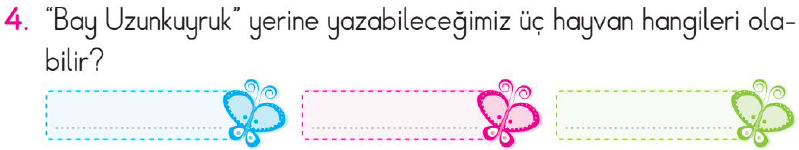 4. “Bay Uzunkuyruk” yerine yazabileceğimiz üç hayvan hangileri ola-
bilir?